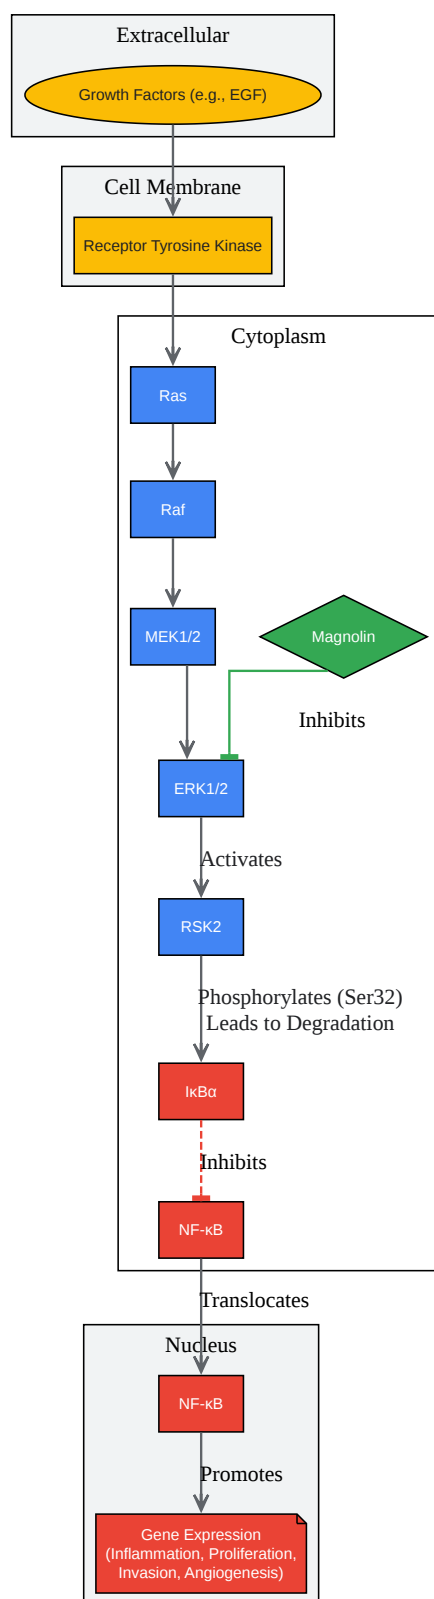 Extracellular
Growth Factors (e.g., EGF)
Cell Membrane
Receptor Tyrosine Kinase
Cytoplasm
Ras
Raf
MEK1/2
Magnolin
Inhibits
ERK1/2
Activates
RSK2
Phosphorylates (Ser32)
Leads to Degradation
IκBα
Inhibits
NF-κB
Translocates
Nucleus
NF-κB
Promotes
Gene Expression
(Inflammation, Proliferation,
Invasion, Angiogenesis)